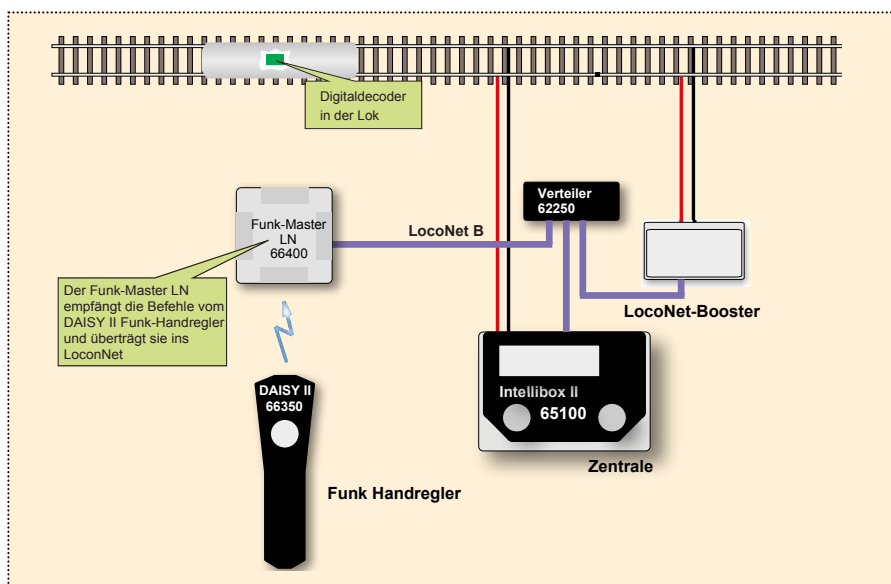 Digitaldecoder
in der Lok
Verteiler
62250
Funk-Master
LN
66400
LocoNet B
Der Funk-Master LN
empfängt die Befehle vom
DAISY II Funk-Handregler
und überträgt sie ins
LoconNet
LocoNet-Booster
DAISY II
66350
Intellibox II
65100
Zentrale
Funk Handregler